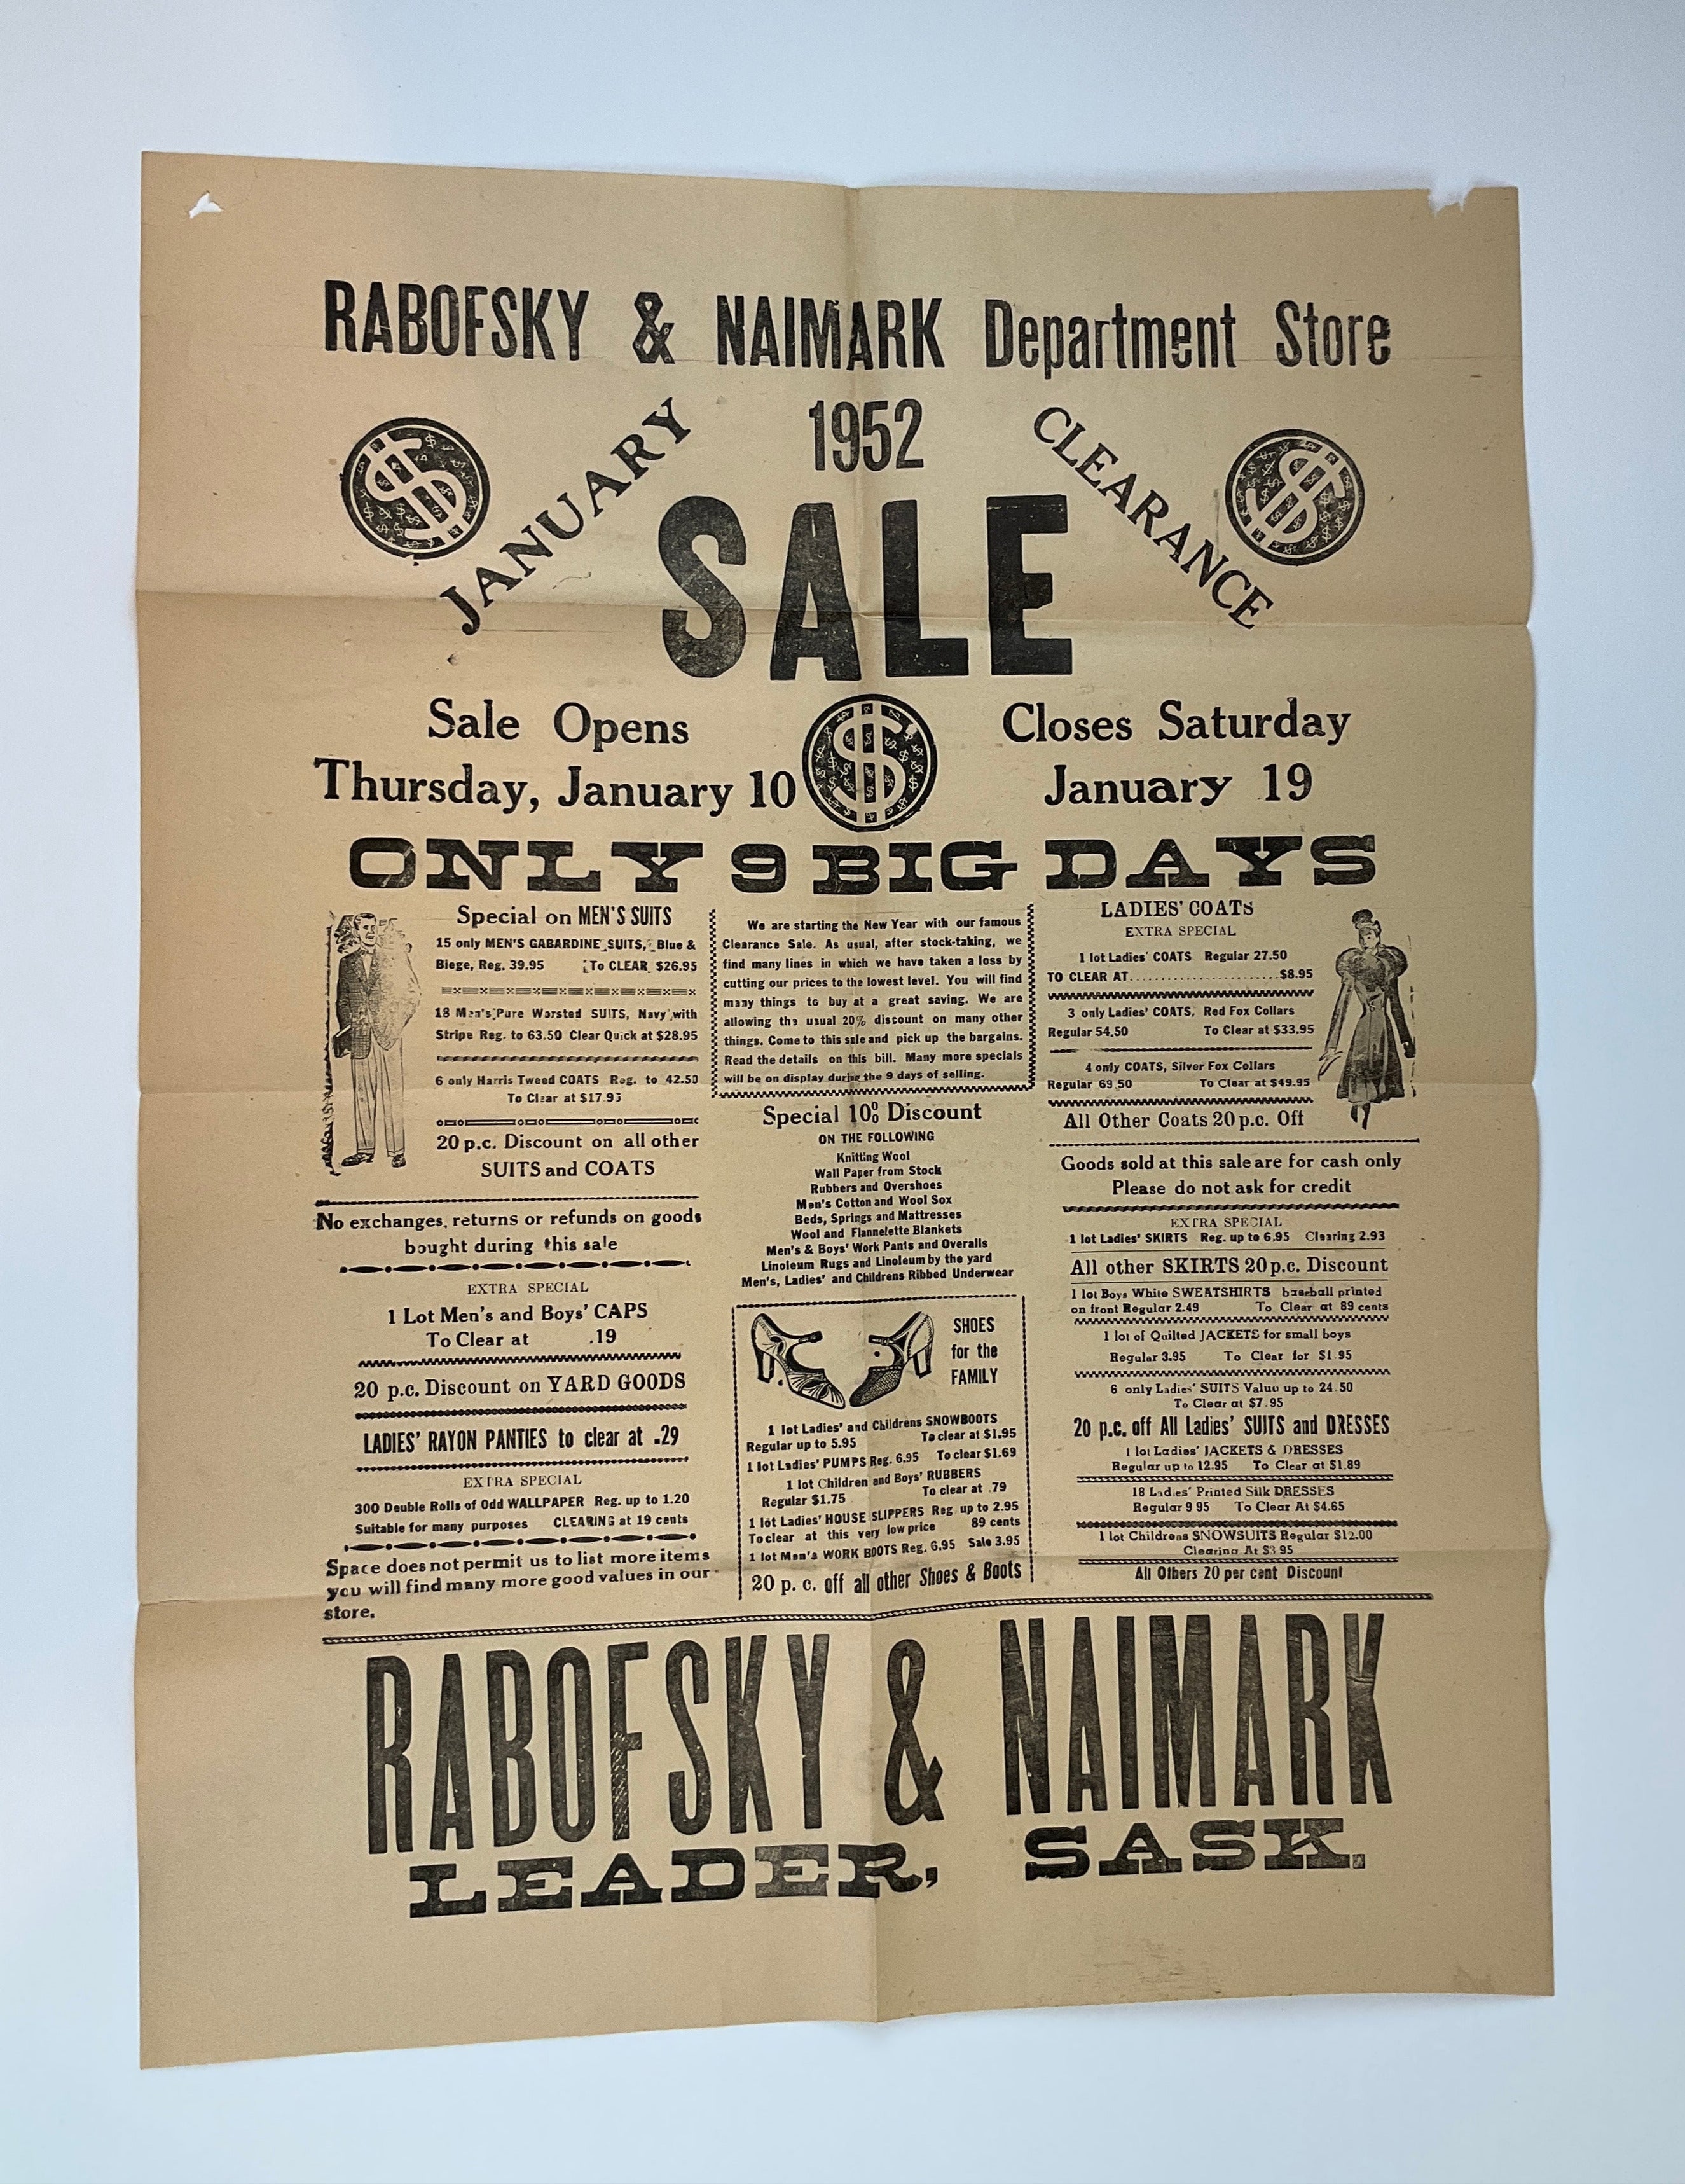 RABOFSKY & NAIMARK Department Store
1952
JANUARY
CLEARANCE
SALE
Sale Opens
Thursday, January 10
Closes Saturday
January 19
ONLY 9 BIG DAYS
Special on MEN'S SUITS
15 only MEN'S GABARDINE SUITS, Blue &
Biege, Reg. 39.95 To CLEAR $26.95
18 Men's Pure Worsted SUITS, Navy with
Stripe Reg. to 63.50 Clear Quick at $28.95
6 only Harris Tweed COATS Reg. to 42.50
To Clear at $17.95
20 p.c. Discount on all other
SUITS and COATS
No exchanges, returns or refunds on goods
bought during this sale
EXTRA SPECIAL
1 Lot Men's and Boys' CAPS
To Clear at .19
20 p.c. Discount on YARD GOODS
LADIES' RAYON PANTIES to clear at .29
EXTRA SPECIAL
300 Deuble Rolls of Odd WALLPAPER Reg. up to 1.20
Suitable for many purposes CLEARING at 19 cents
Space does not permit us to list more items
you will find many more good values in our
store.
We are starting the New Year with our famous
Clearance Sale. As usual, after stock-taking, we
find many lines in which we have taken a loss by
cutting our prices to the lowest level. You will find
many things to buy at a great saving. We are
allowing the usual 20% discount on many other
things. Come to this sale and pick up the bargains.
Read the details on this bill. Many more specials
will be on display during the 9 days of selling.
Special 10% Discount
ON THE FOLLOWING
Knitting Wool
Wall Paper from Stock
Rubbers and Overshoes
Men's Cotton and Wool Sox
Beds, Springs and Mattresses
Wool and Flannelette Blankets
Men's & Boys' Work Pants and Overalls
Linoleum Rugs and Linoleum by the yard
Men's, Ladies' and Childrens Ribbed Underwear
SHOES
for the
FAMILY
1 lot Ladies' and Childrens SNOWBOOTS
Regular up to 5.95 To clear at $1.95
1 lot Ladies' PUMPS Reg. 6.95 To clear $1.69
1 lot Children and Boys' RUBBERS
Regular $1.75 To clear at .79
1 lot Ladies' HOUSE SLIPPERS Reg. up to 2.95
To clear at this very low price 89 cents
1 lot Men's WORK BOOTS Reg. 6.95 Sale 3.95
20 p. c. off all other Shoes & Boots
LADIES' COATS
EXTRA SPECIAL
1 lot Ladies' COATS Regular 27.50
TO CLEAR AT..............................$8.95
3 only Ladies' COATS, Red Fox Collars
Regular 54.50 To Clear at $33.95
4 only COATS, Silver Fox Collars
Regular 69.50 To Clear at $49.95
All Other Coats 20 p.c. Off
Goods sold at this sale are for cash only
Please do not ask for credit
EXTRA SPECIAL
1 lot Ladies' SKIRTS Reg. up to 6.95 Clearing 2.93
All other SKIRTS 20 p.c. Discount
1 lot Boys White SWEATSHIRTS baseball printed
on front Regular 2.49 To Clear at 89 cents
1 lot of Quilted JACKETS for small boys
Regular 3.95 To Clear for $1.95
6 only Ladies' SUITS Valuo up to 24.50
To Clear at $7.95
20 p.c. off All Ladies' SUITS and DRESSES
1 lot Ladies' JACKETS & DRESSES
Regular up to 12.95 To Clear at $1.89
18 Ladies' Printed Silk DRESSES
Regular 9 95 To Clear At $4.65
1 lot Childrens SNOWSUITS Regular $12.00
Clearing At $3 95
All Others 20 per cent Discount
RABOFSKY & NAIMARK
LEADER, SASK.